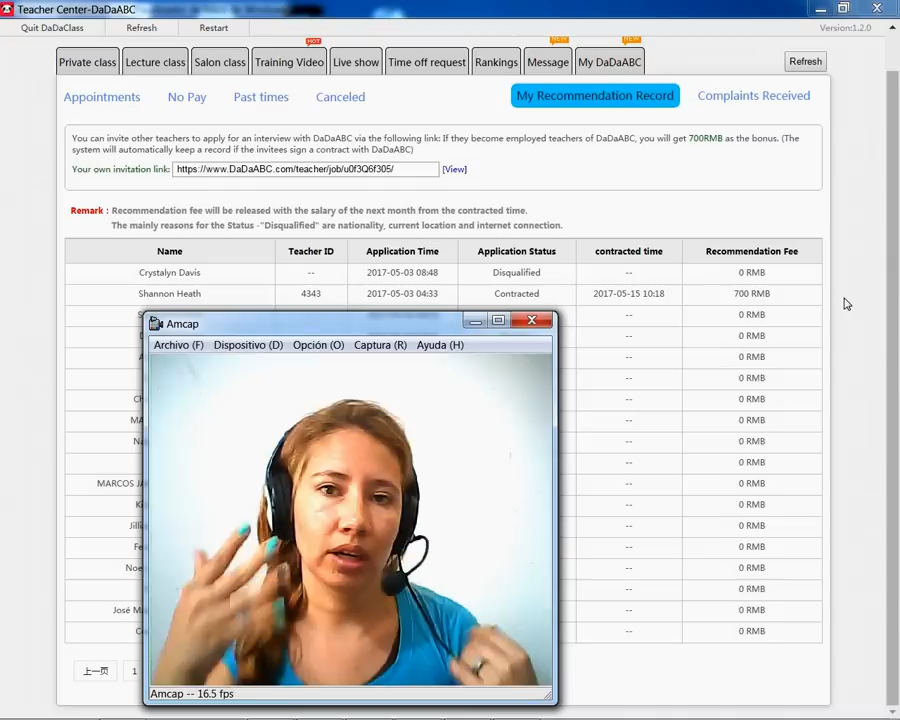 Teacher Center-DaDaABC
Quit DaDaClass Refresh Restart Version:1.2.0
HOT NEW NEW
Private class Lecture class Salon class Training Video Live show Time off request Rankings Message My DaDaABC Refresh
Appointments No Pay Past times Canceled My Recommendation Record Complaints Received
You can invite other teachers to apply for an interview with DaDaABC via the following link: If they become employed teachers of DaDaABC, you will get 700RMB as the bonus. (The
system will automatically keep a record if the invitees sign a contract with DaDaABC)
Your own invitation link: https://www.DaDaABC.com/teacher/job/u0f3Q6f305/ [View]
Remark : Recommendation fee will be released with the salary of the next month from the contracted time.
The mainly reasons for the Status -"Disqualified" are nationality, current location and internet connection.
Name Teacher ID Application Time Application Status contracted time Recommendation Fee
Crystalyn Davis -- 2017-05-03 08:48 Disqualified -- 0 RMB
Shannon Heath 4343 2017-05-03 04:33 Contracted 2017-05-15 10:18 700 RMB
-- 0 RMB
-- 0 RMB
-- 0 RMB
-- 0 RMB
-- 0 RMB
-- 0 RMB
-- 0 RMB
-- 0 RMB
MARCOS -- 0 RMB
-- 0 RMB
-- 0 RMB
-- 0 RMB
-- 0 RMB
-- 0 RMB
José -- 0 RMB
-- 0 RMB
上一页 1
Amcap
Archivo (F) Dispositivo (D) Opción (O) Captura (R) Ayuda (H)
Amcap -- 16.5 fps